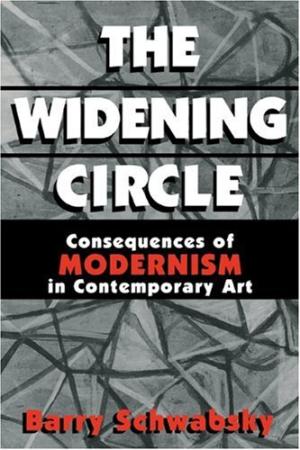 THE
WIDENING
CIRCLE
Consequences of
MODERNISM
in Contemporary Art
Barry Schwabsky